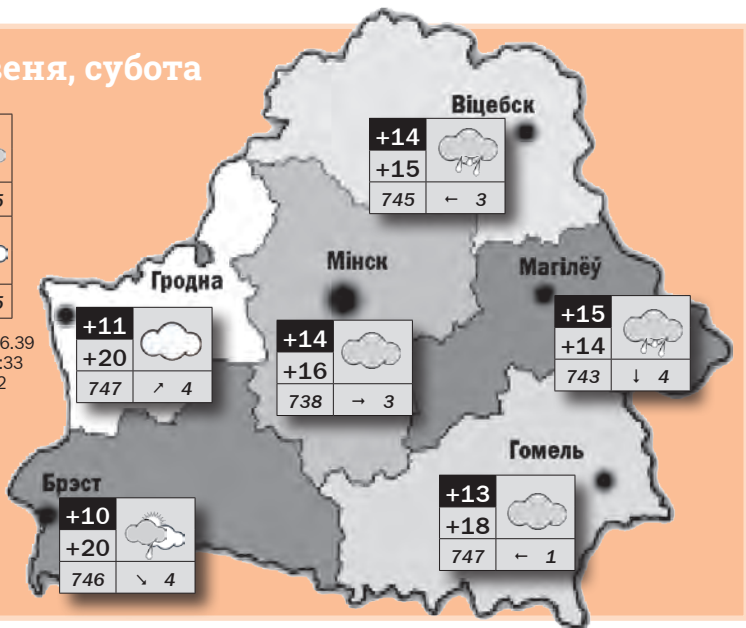 субота
Віцебск
+14
+15
745 ← 3
Мінск
+14
+16
738 → 3
Магілёў
+15
+14
743 ↓ 4
Гродна
+11
+20
747 ↗ 4
Брэст
+10
+20
746 ↘ 4
Гомель
+13
+18
747 ← 1